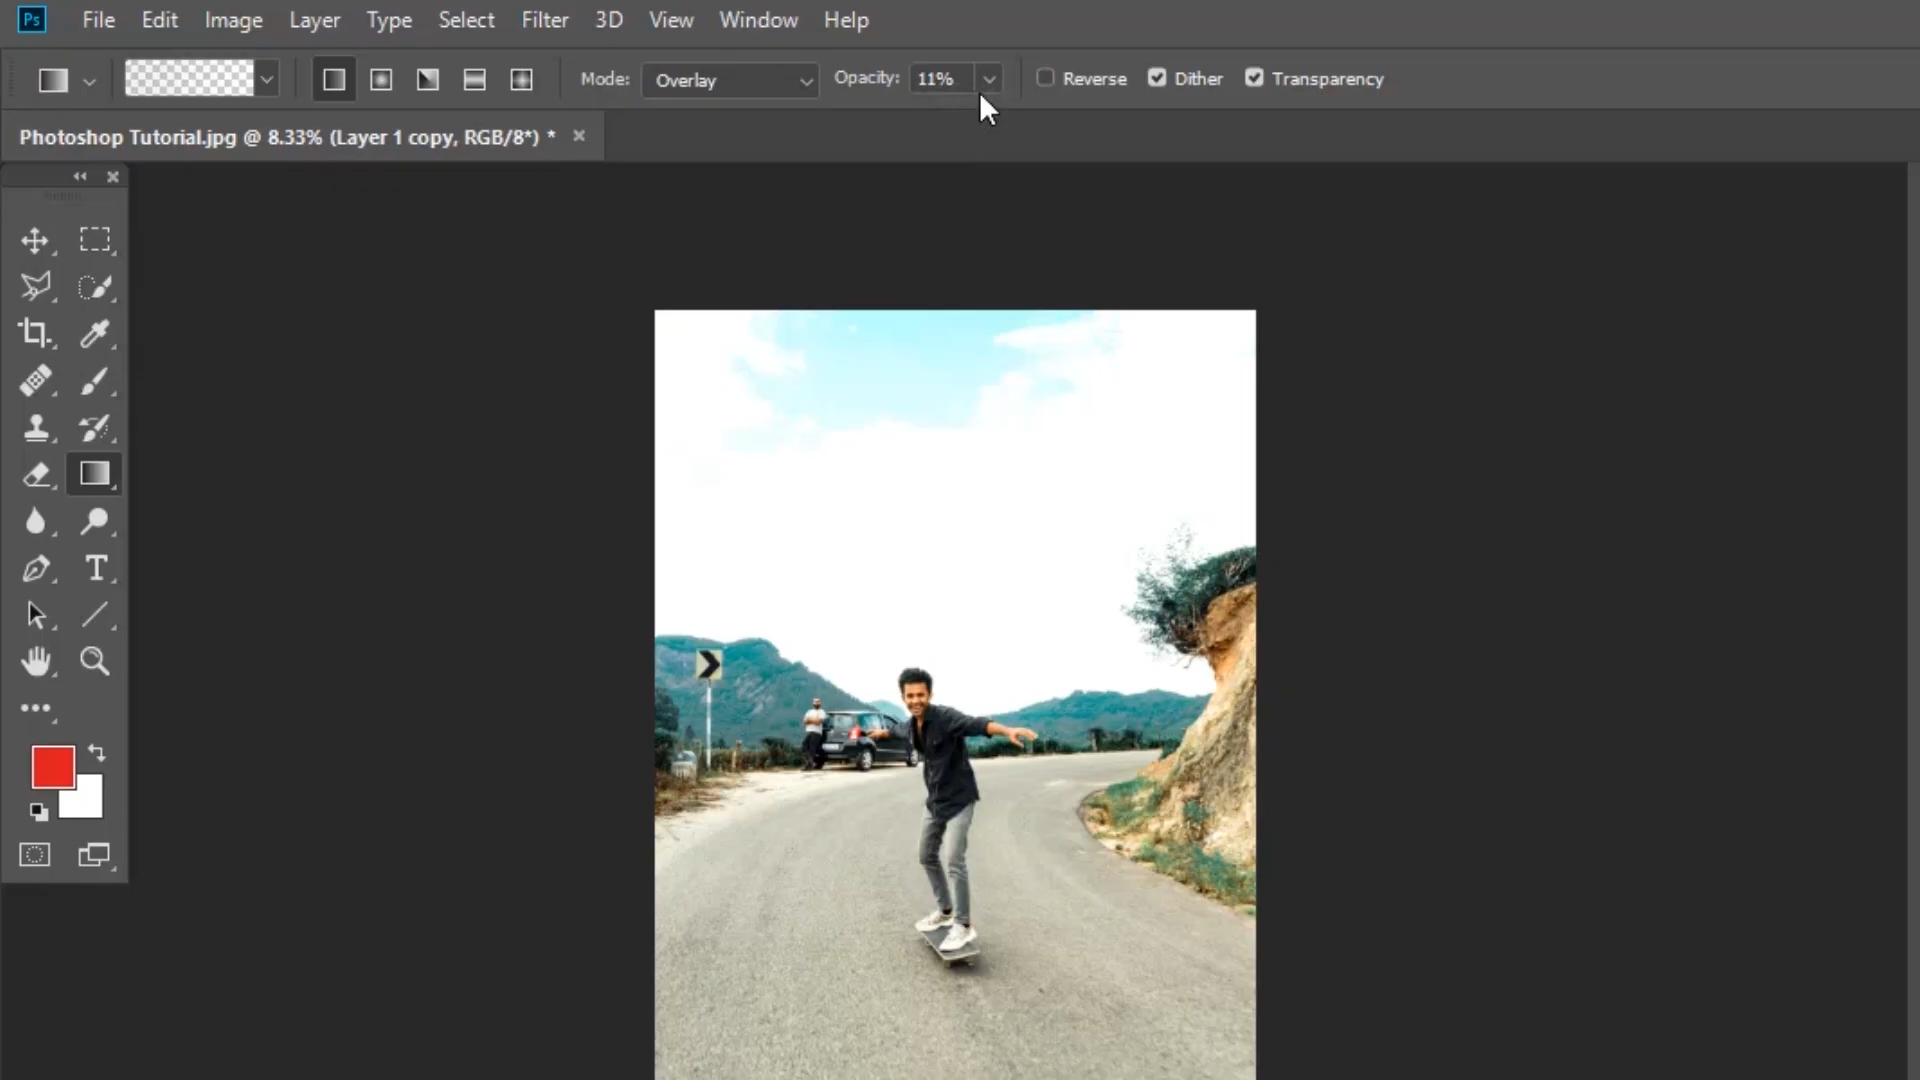 Ps File Edit Image Layer Type Select Filter 3D View Window Help
Mode: Overlay Opacity: 11% Reverse Dither Transparency
Photoshop Tutorial.jpg @ 8.33% (Layer 1 copy, RGB/8*) *